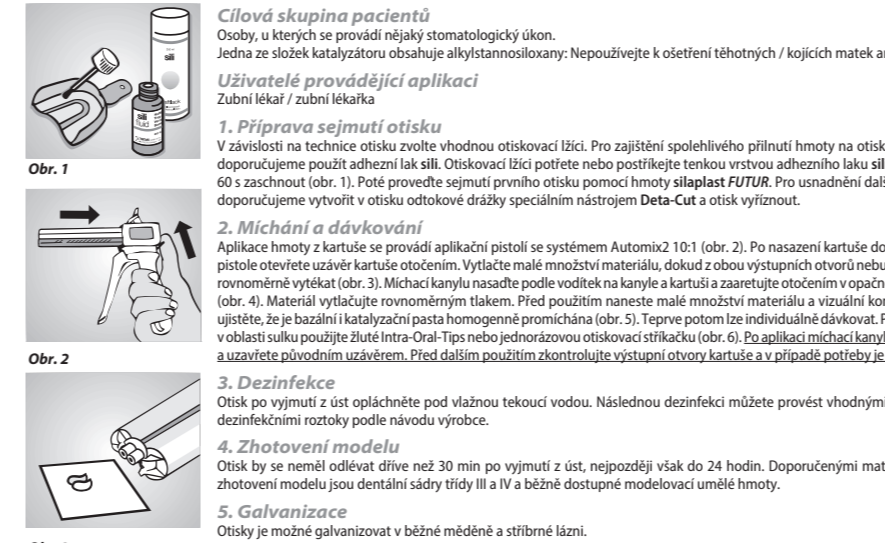 sili
sili
fluid
Obr. 1
Obr. 2
Cílová skupina pacientů
Osoby, u kterých se provádí nějaký stomatologický úkon.
Jedna ze složek katalyzátoru obsahuje alkylstannosiloxany: Nepoužívejte k ošetření těhotných / kojících matek
Uživatelé provádějící aplikaci
Zubní lékař / zubní lékařka
1. Příprava sejmutí otisku
V závislosti na technice otisku zvolte vhodnou otiskovací lžíci. Pro zajištění spolehlivého přilnutí hmoty na
doporučujeme použít adhezní lak sili. Otiskovací lžíci potřete nebo postříkejte tenkou vrstvou adhezního laku
60 s zaschnout (obr. 1). Poté proveďte sejmutí prvního otisku pomocí hmoty silaplast FUTUR. Pro usnadnění
doporučujeme vytvořit v otisku odtokové drážky speciálním nástrojem Deta-Cut a otisk vyříznout.
2. Míchání a dávkování
Aplikace hmoty z kartuše se provádí aplikační pistolí se systémem Automix2 10:1 (obr. 2). Po nasazení kartuše do
pistole otevřete uzávěr kartuše otočením. Vytlačte malé množství materiálu, dokud z obou výstupních otvorů
rovnoměrně vytékat (obr. 3). Míchací kanylu nasaďte podle vodítek na kanyle a kartuši a zaaretujte otočením v
(obr. 4). Materiál vytlačujte rovnoměrným tlakem. Před použitím naneste malé množství materiálu a vizuální
ujistěte, že je bazální i katalyzační pasta homogenně promíchána (obr. 5). Teprve potom lze individuálně dávkovat.
v oblasti sulku použijte žluté Intra-Oral-Tips nebo jednorázovou otiskovací stříkačku (obr. 6). Po aplikaci míchací
a uzavřete původním uzávěrem. Před dalším použitím zkontrolujte výstupní otvory kartuše a v případě potřeby je
3. Dezinfekce
Otisk po vyjmutí z úst opláchněte pod vlažnou tekoucí vodou. Následnou dezinfekci můžete provést vhodnými
dezinfekčními roztoky podle návodu výrobce.
4. Zhotovení modelu
Otisk by se neměl odlévat dříve než 30 min po vyjmutí z úst, nejpozději však do 24 hodin. Doporučenými
zhotovení modelu jsou dentální sádry třídy III a IV a běžně dostupné modelovací umělé hmoty.
5. Galvanizace
Otisky je možné galvanizovat v běžné měděné a stříbrné lázni.